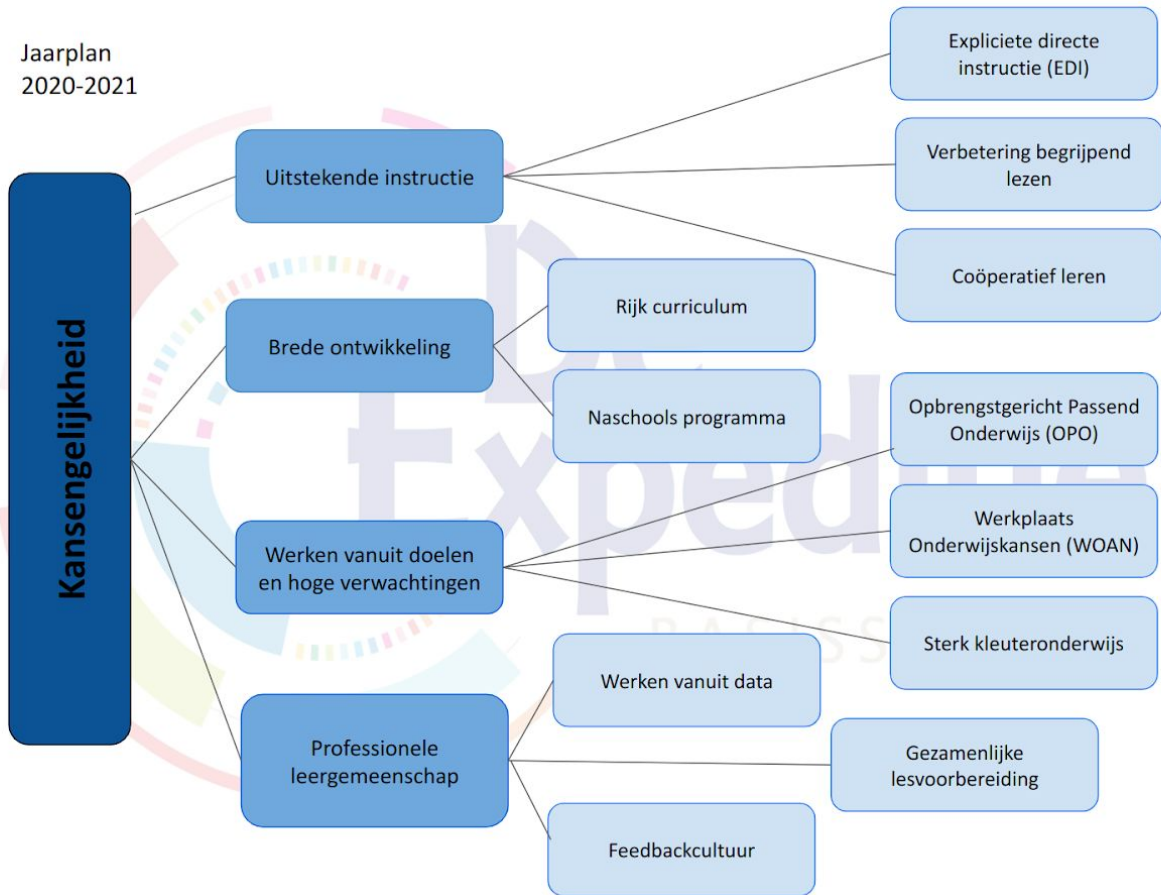 Jaarplan
2020-2021
Kansengelijkheid
Uitstekende instructie
Expliciete directe
instructie (EDI)
Verbetering begrijpend
lezen
Coöperatief leren
Brede ontwikkeling
Rijk curriculum
Naschools programma
Werken vanuit doelen
en hoge verwachtingen
Opbrengstgericht Passend
Onderwijs (OPO)
Werkplaats
Onderwijskansen (WOAN)
Sterk kleuteronderwijs
Professionele
leergemeenschap
Werken vanuit data
Gezamenlijke
lesvoorbereiding
Feedbackcultuur
De